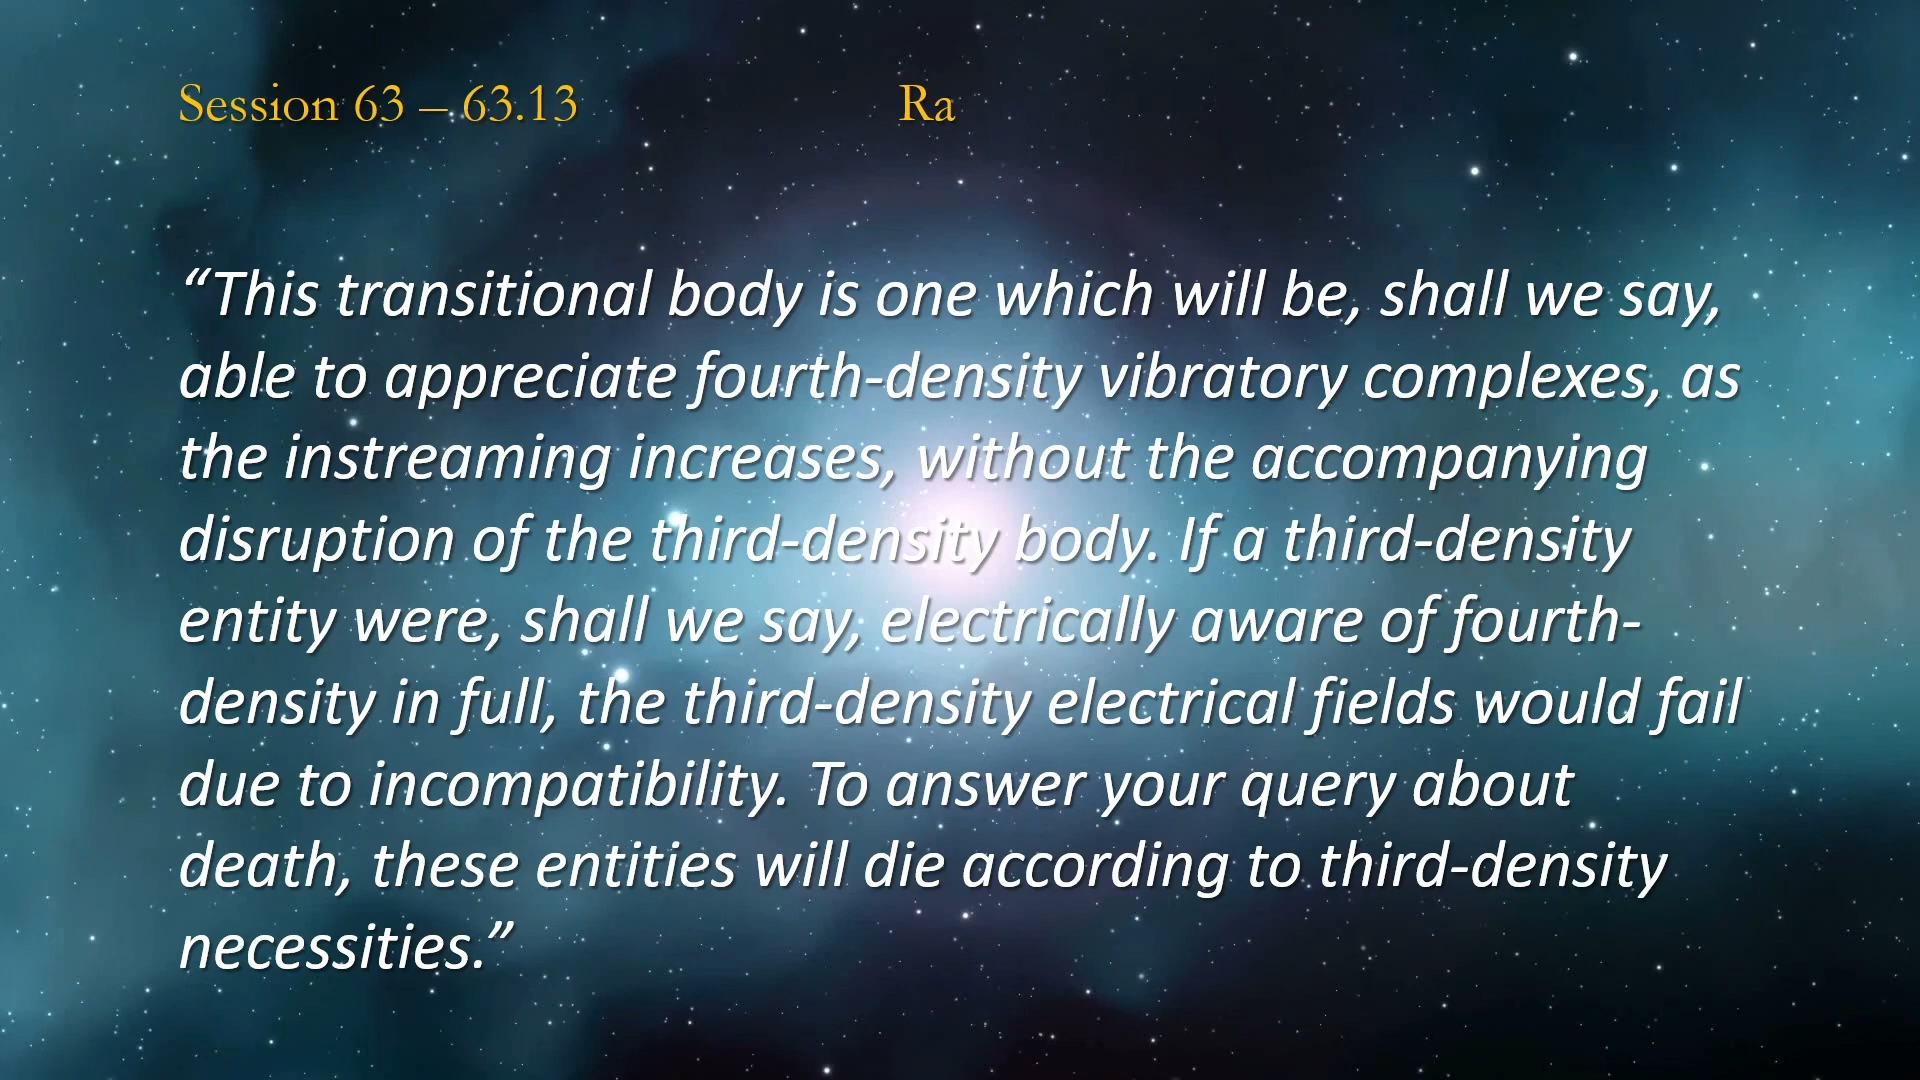 Session 63 – 63.13 Ra
“This transitional body is one which will be, shall we say,
able to appreciate fourth-density vibratory complexes, as
the instreaming increases, without the accompanying
disruption of the third-density body. If a third-density
entity were, shall we say, electrically aware of fourth-
density in full, the third-density electrical fields would fail
due to incompatibility. To answer your query about
death, these entities will die according to third-density
necessities.”